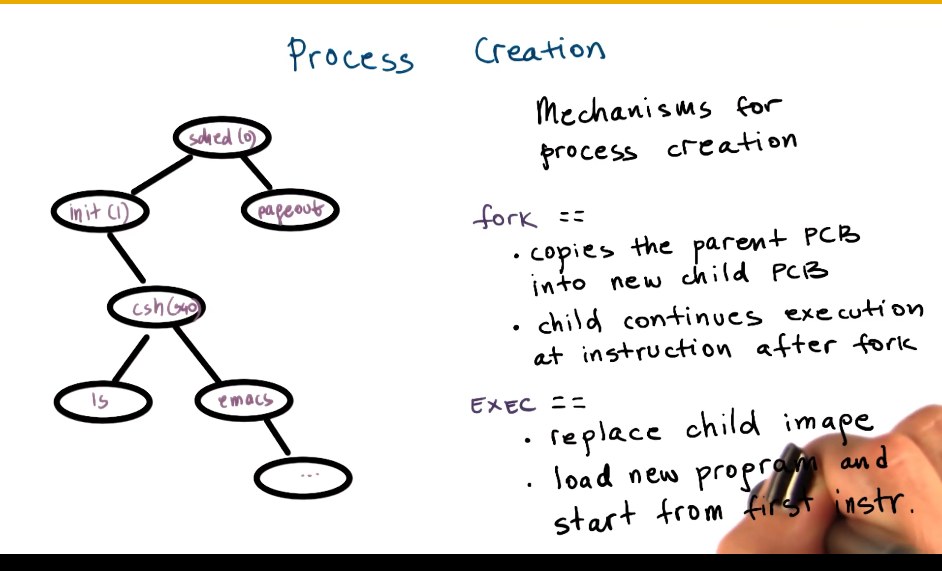 Process Creation
sched (0)
init (1)
pageout
csh
ls
emacs
...
Mechanisms for
process creation
fork ==
• copies the parent PCB
into new child PCB
• child continues execution
at instruction after fork
EXEC ==
• replace child image
• load new program and
start from first instr.